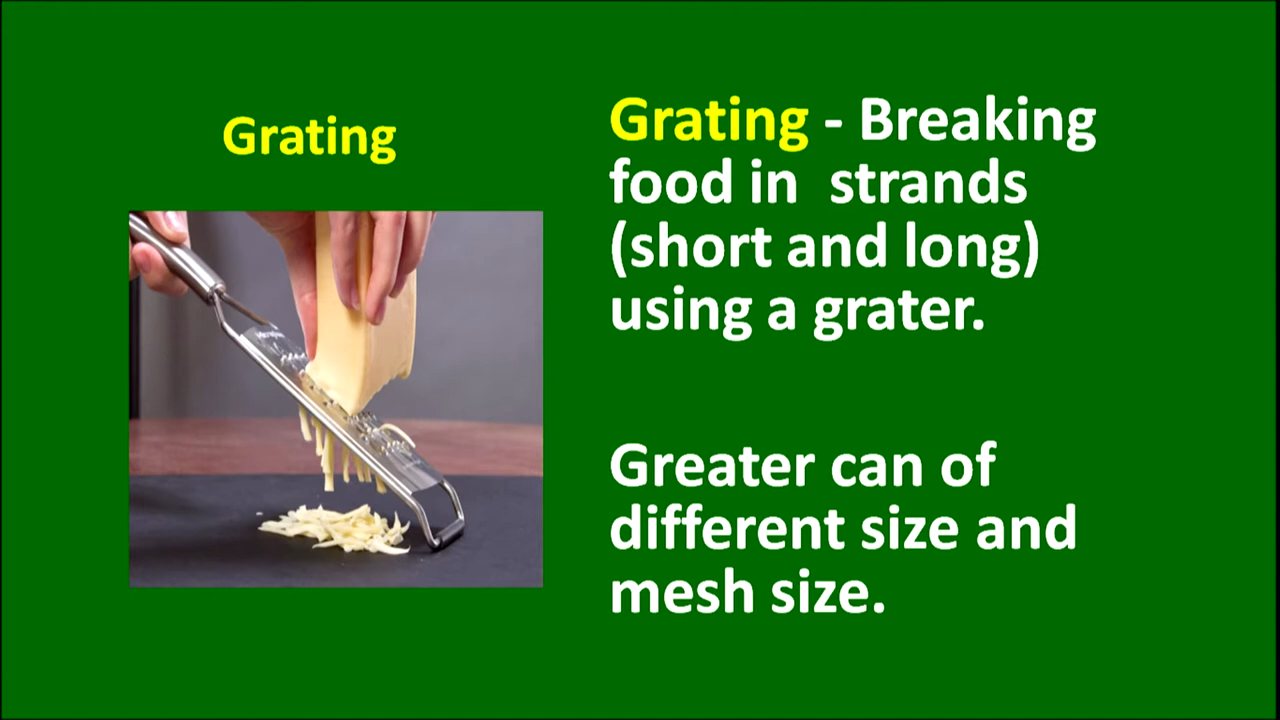 Grating
Grating - Breaking
food in  strands
(short and long)
using a grater.
Greater can of
different size and
mesh size.